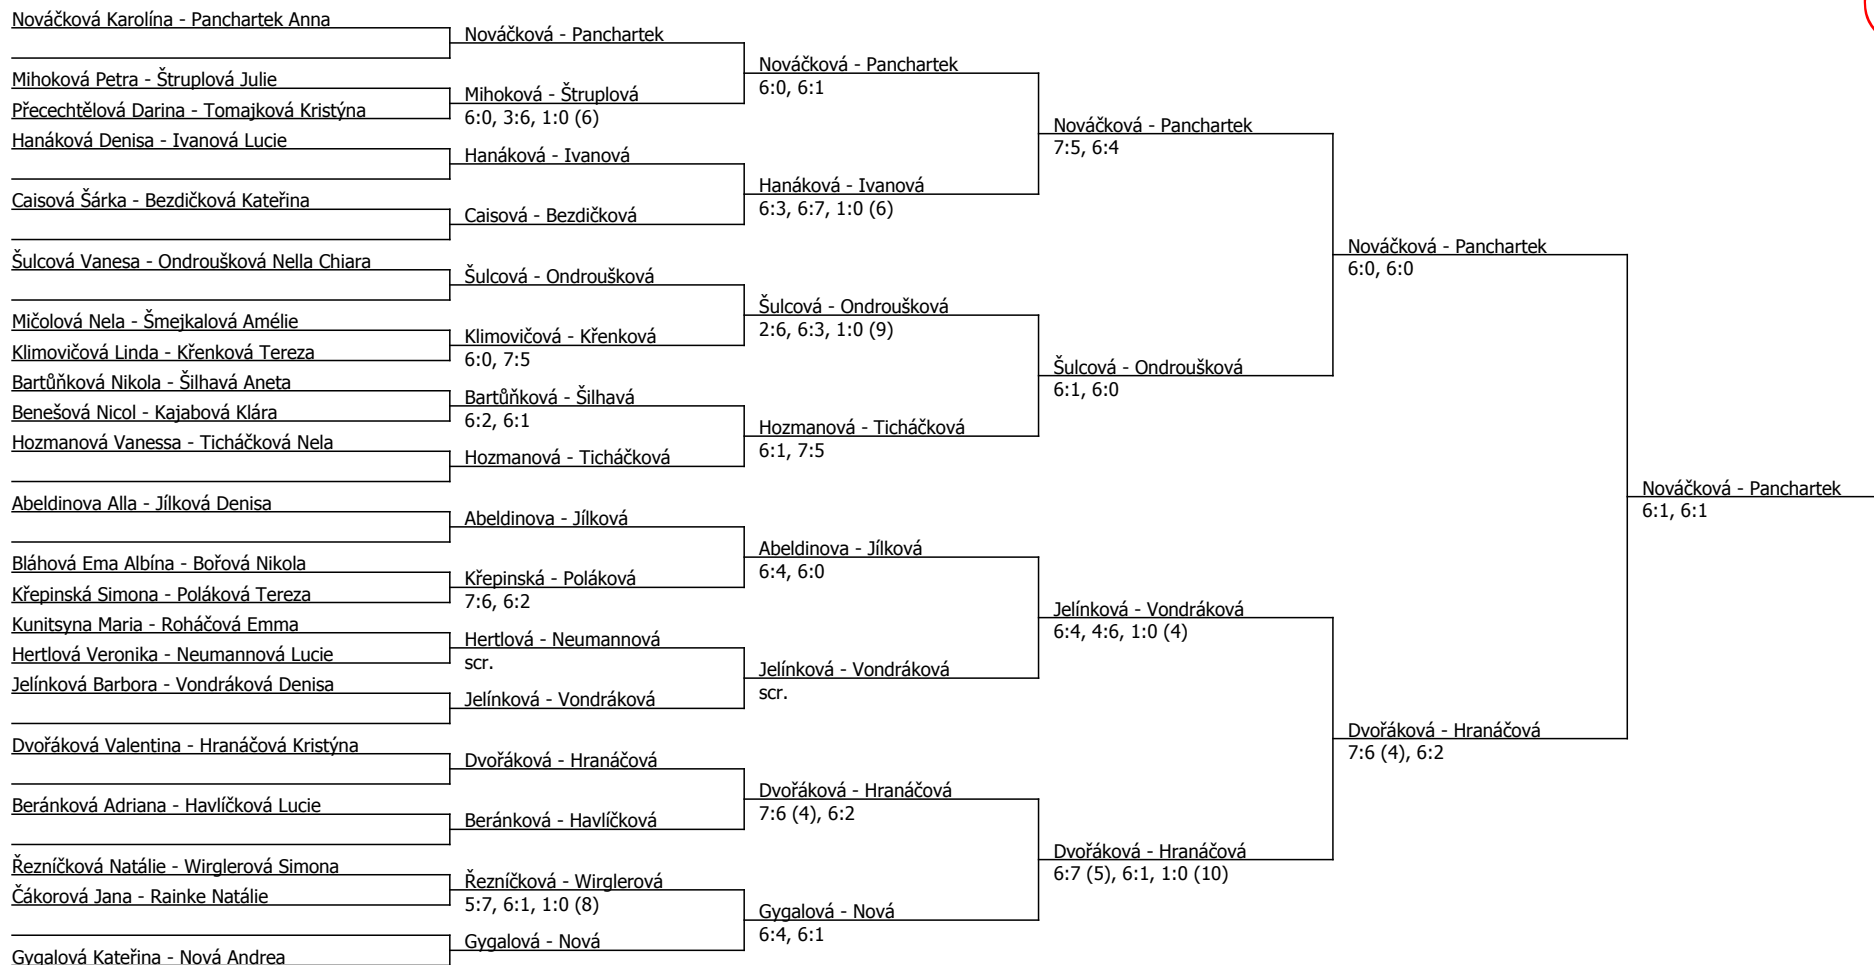 Nováčková Karolína - Panchartek Anna
Mihoková Petra - Štruplová Julie
Přecechtělová Darina - Tomajková Kristýna
Hanáková Denisa - Ivanová Lucie
Caisová Šárka - Bezdičková Kateřina
Šulcová Vanesa - Ondroušková Nella Chiara
Mičolová Nela - Šmejkalová Amélie
Klimovičová Linda - Křenková Tereza
Bartůňková Nikola - Šilhavá Aneta
Benešová Nicol - Kajabová Klára
Hozmanová Vanessa - Ticháčková Nela
Abeldinova Alla - Jílková Denisa
Bláhová Ema Albína - Bořová Nikola
Křepinská Simona - Poláková Tereza
Kunitsyna Maria - Roháčová Emma
Hertlová Veronika - Neumannová Lucie
Jelínková Barbora - Vondráková Denisa
Dvořáková Valentina - Hranáčová Kristýna
Beránková Adriana - Havlíčková Lucie
Řezníčková Natálie - Wirglerová Simona
Čákorová Jana - Rainke Natálie
Gygalová Kateřina - Nová Andrea
Nováčková - Panchartek
Mihoková - Štruplová
6:0, 3:6, 1:0 (6)
Hanáková - Ivanová
Caisová - Bezdičková
Šulcová - Ondroušková
Klimovičová - Křenková
6:0, 7:5
Bartůňková - Šilhavá
6:2, 6:1
Hozmanová - Ticháčková
Abeldinova - Jílková
Křepinská - Poláková
7:6, 6:2
Hertlová - Neumannová
scr.
Jelínková - Vondráková
Dvořáková - Hranáčová
Beránková - Havlíčková
Řezníčková - Wirglerová
5:7, 6:1, 1:0 (8)
Gygalová - Nová
Nováčková - Panchartek
6:0, 6:1
Hanáková - Ivanová
6:3, 6:7, 1:0 (6)
Šulcová - Ondroušková
2:6, 6:3, 1:0 (9)
Hozmanová - Ticháčková
6:1, 7:5
Abeldinova - Jílková
6:4, 6:0
Jelínková - Vondráková
scr.
Dvořáková - Hranáčová
7:6 (4), 6:2
Gygalová - Nová
6:4, 6:1
Nováčková - Panchartek
7:5, 6:4
Šulcová - Ondroušková
6:1, 6:0
Jelínková - Vondráková
6:4, 4:6, 1:0 (4)
Dvořáková - Hranáčová
6:7 (5), 6:1, 1:0 (10)
Nováčková - Panchartek
6:0, 6:0
Dvořáková - Hranáčová
7:6 (4), 6:2
Nováčková - Panchartek
6:1, 6:1